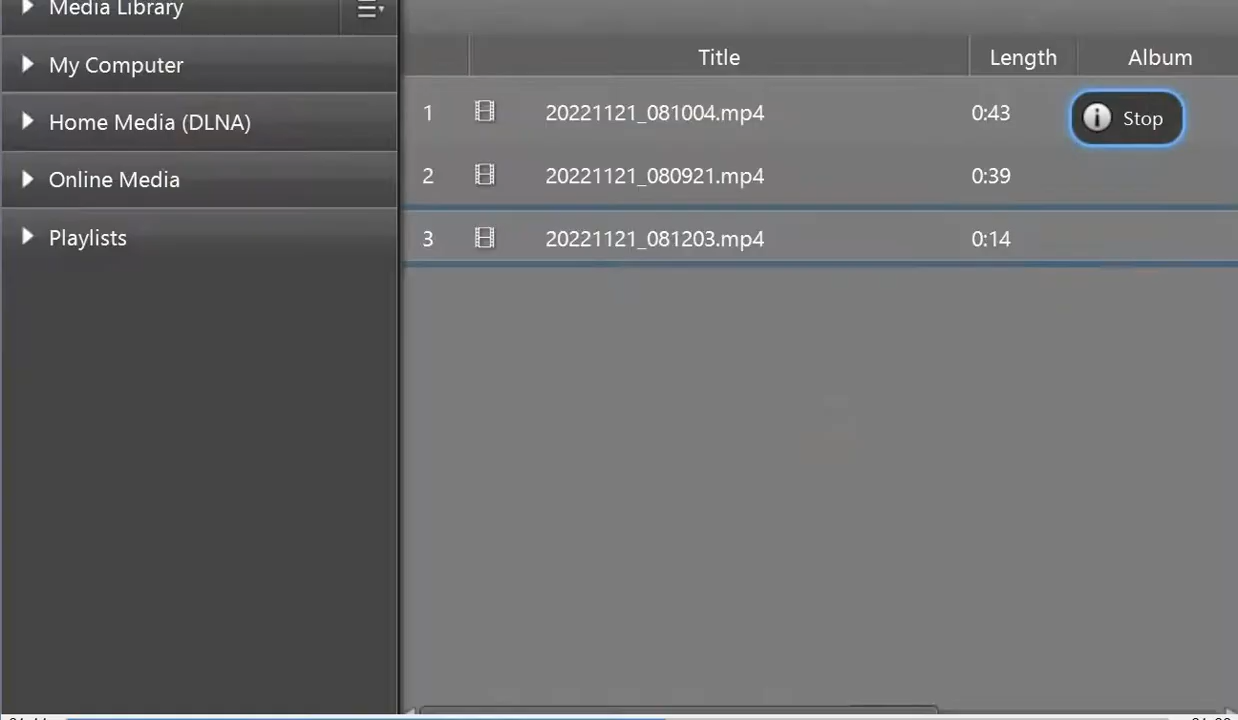 Media Library
My Computer
Home Media (DLNA)
Online Media
Playlists
Title Length Album
1 20221121_081004.mp4 0:43
Stop
2 20221121_080921.mp4 0:39
3 20221121_081203.mp4 0:14